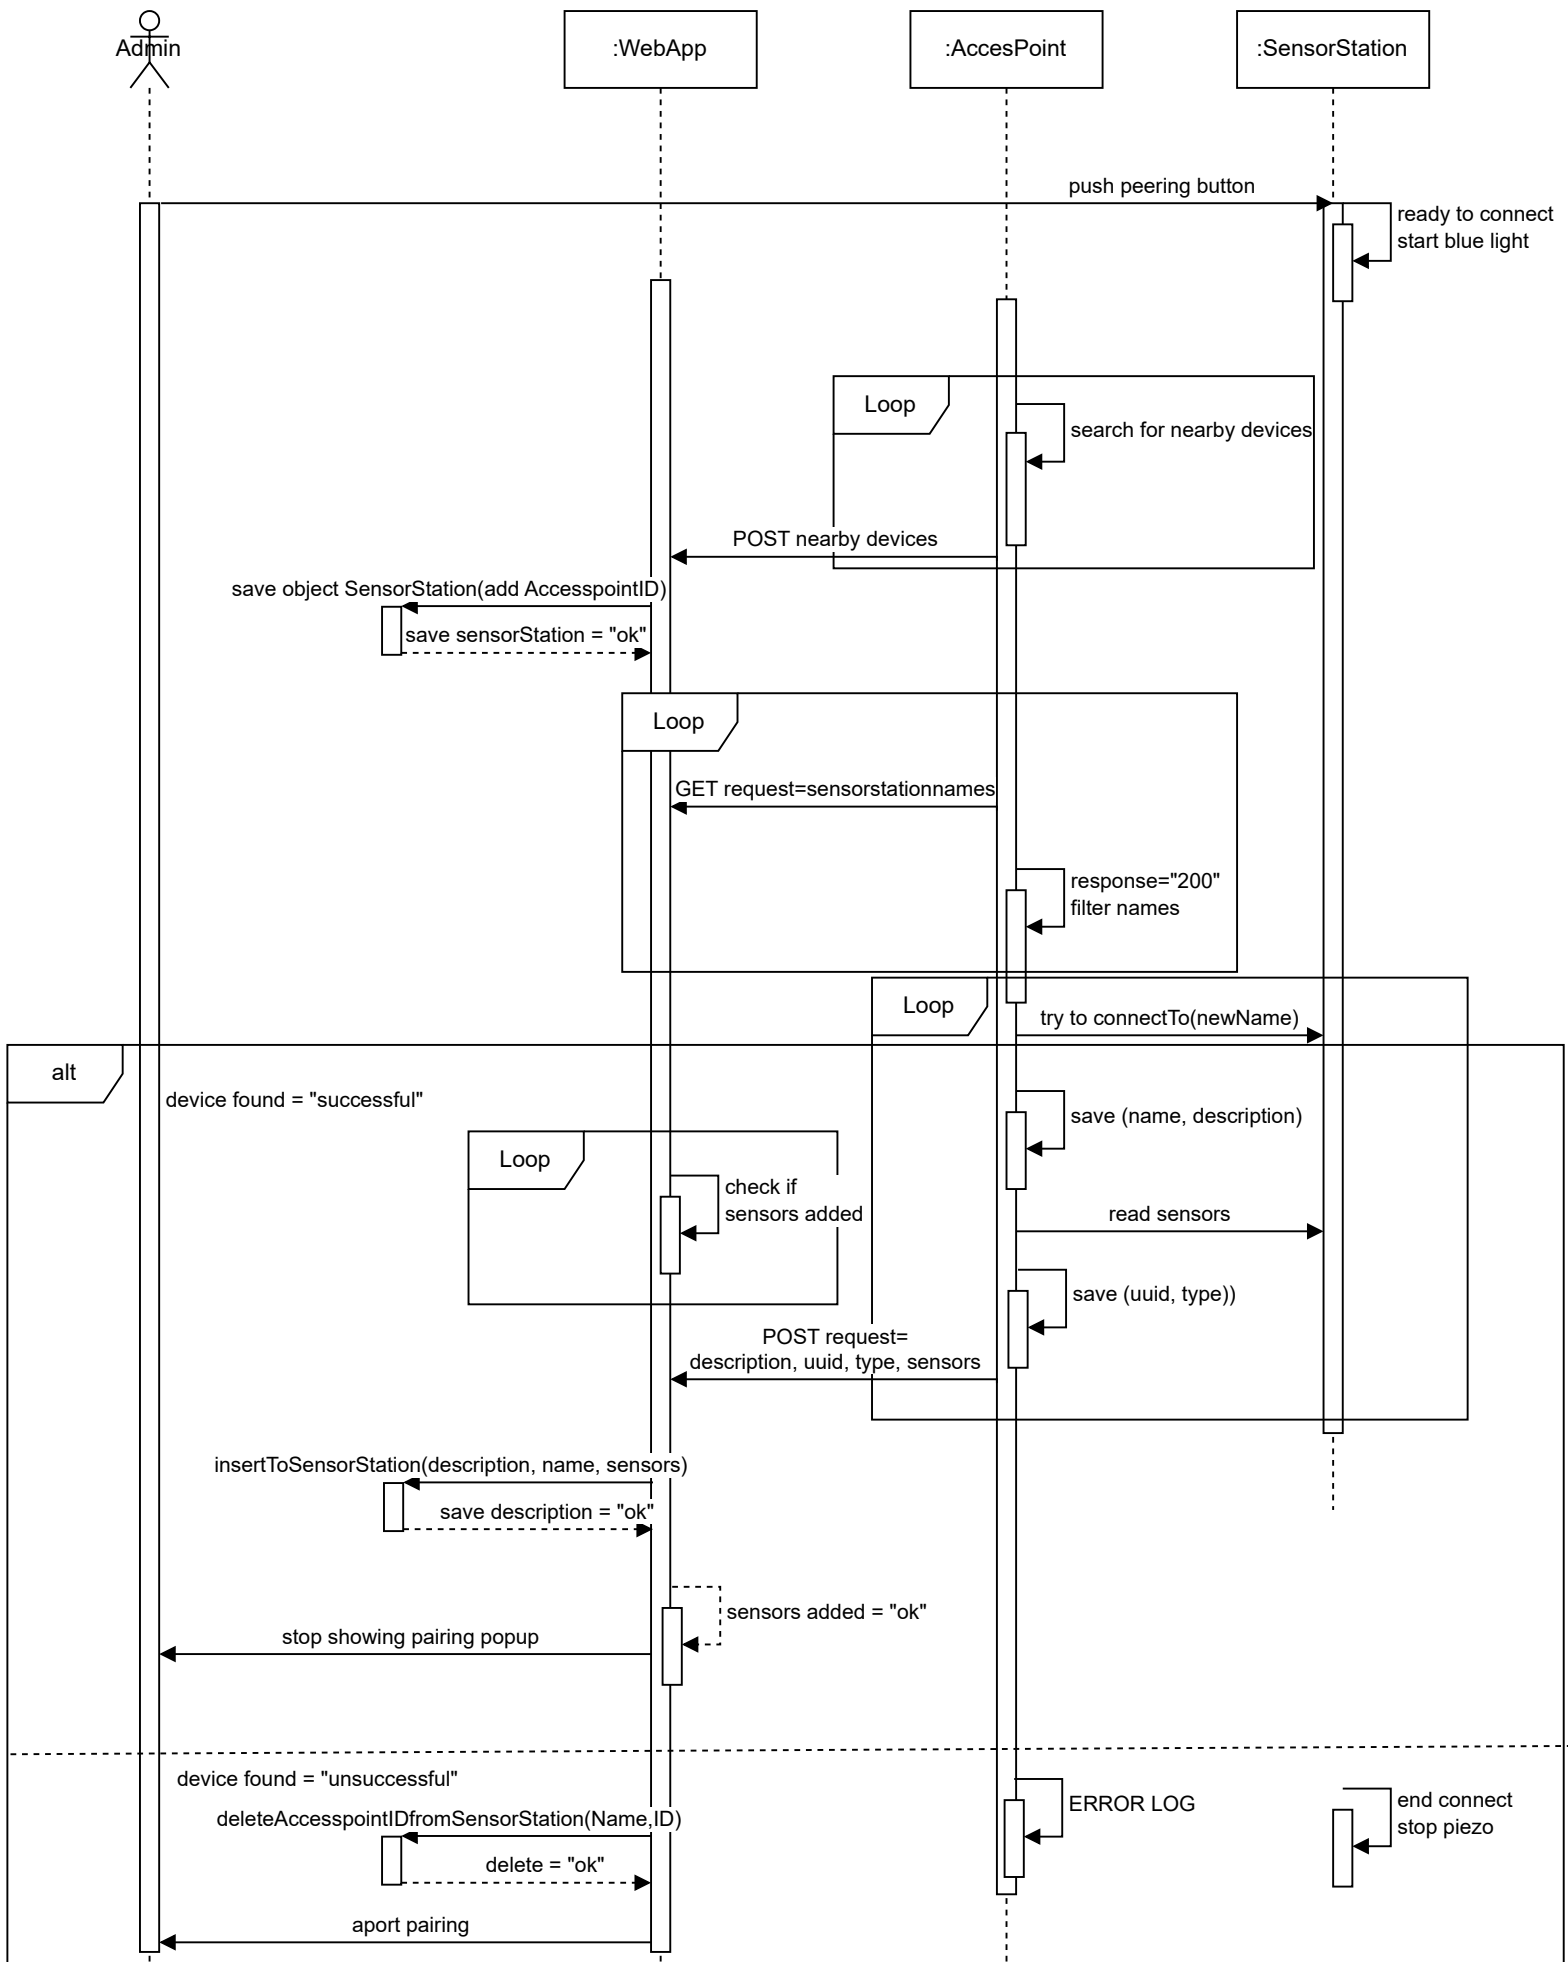 Admin
:WebApp
:AccesPoint
:SensorStation
push peering button
ready to connect
start blue light
Loop
search for nearby devices
POST nearby devices
save object SensorStation(add AccesspointID)
save sensorStation = "ok"
Loop
GET request=sensorstationnames
response="200"
filter names
Loop
try to connectTo(newName)
alt
device found = "successful"
save (name, description)
Loop
check if
sensors added
read sensors
save (uuid, type))
POST request=
description, uuid, type, sensors
insertToSensorStation(description, name, sensors)
save description = "ok"
sensors added = "ok"
stop showing pairing popup
device found = "unsuccessful"
ERROR LOG
end connect
stop piezo
deleteAccesspointIDfromSensorStation(Name,ID)
delete = "ok"
aport pairing